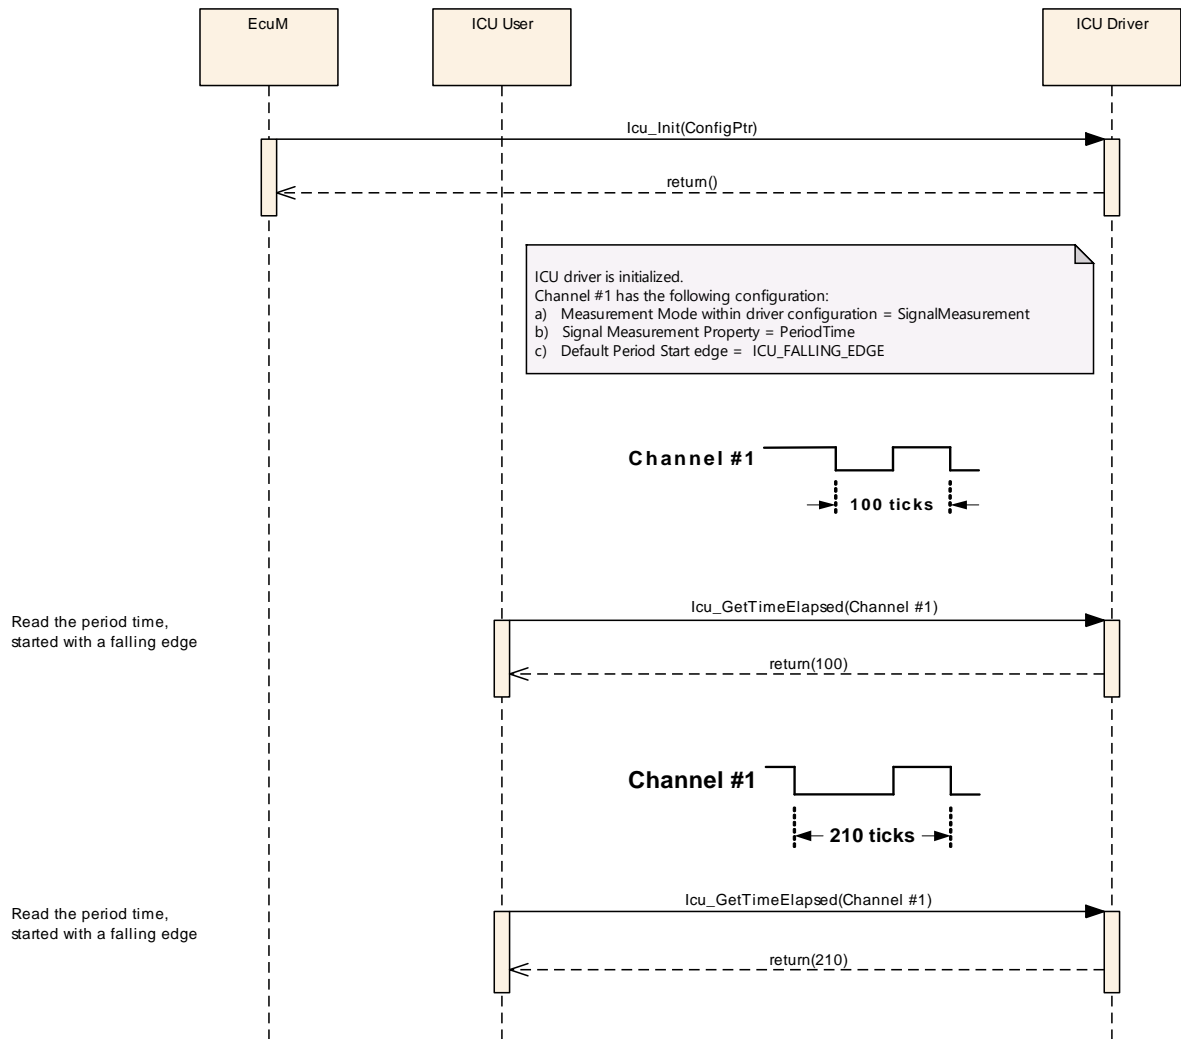 EcuM
ICU User
ICU Driver
Icu_Init(ConfigPtr)
return()
ICU driver is initialized.
Channel #1 has the following configuration:
a) Measurement Mode within driver configuration = SignalMeasurement
b) Signal Measurement Property = PeriodTime
c) Default Period Start edge = ICU_FALLING_EDGE
Channel #1
100 ticks
Icu_GetTimeElapsed(Channel #1)
Read the period time,
started with a falling edge
return(100)
Channel #1
210 ticks
Icu_GetTimeElapsed(Channel #1)
Read the period time,
started with a falling edge
return(210)